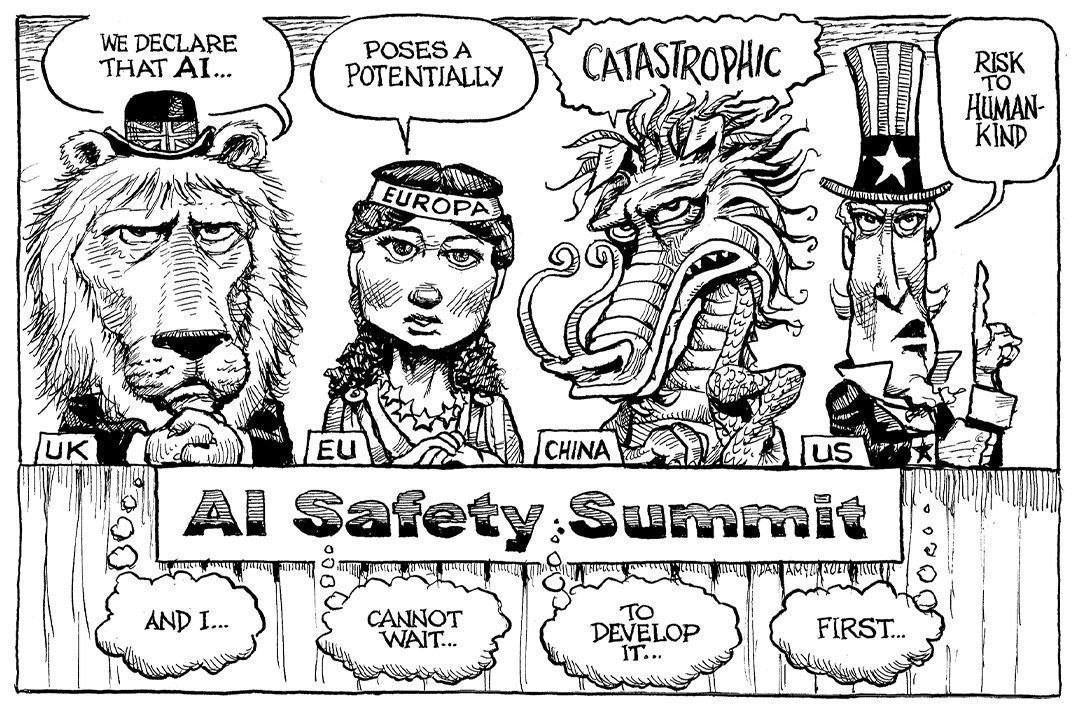 WE DECLARE
THAT AI...
POSES A
POTENTIALLY
CATASTROPHIC
RISK
TO
HUMAN-
KIND
EUROPA
UK
EU
CHINA
US
AI Safety Summit
AND I...
CANNOT
WAIT...
TO
DEVELOP
IT...
FIRST...